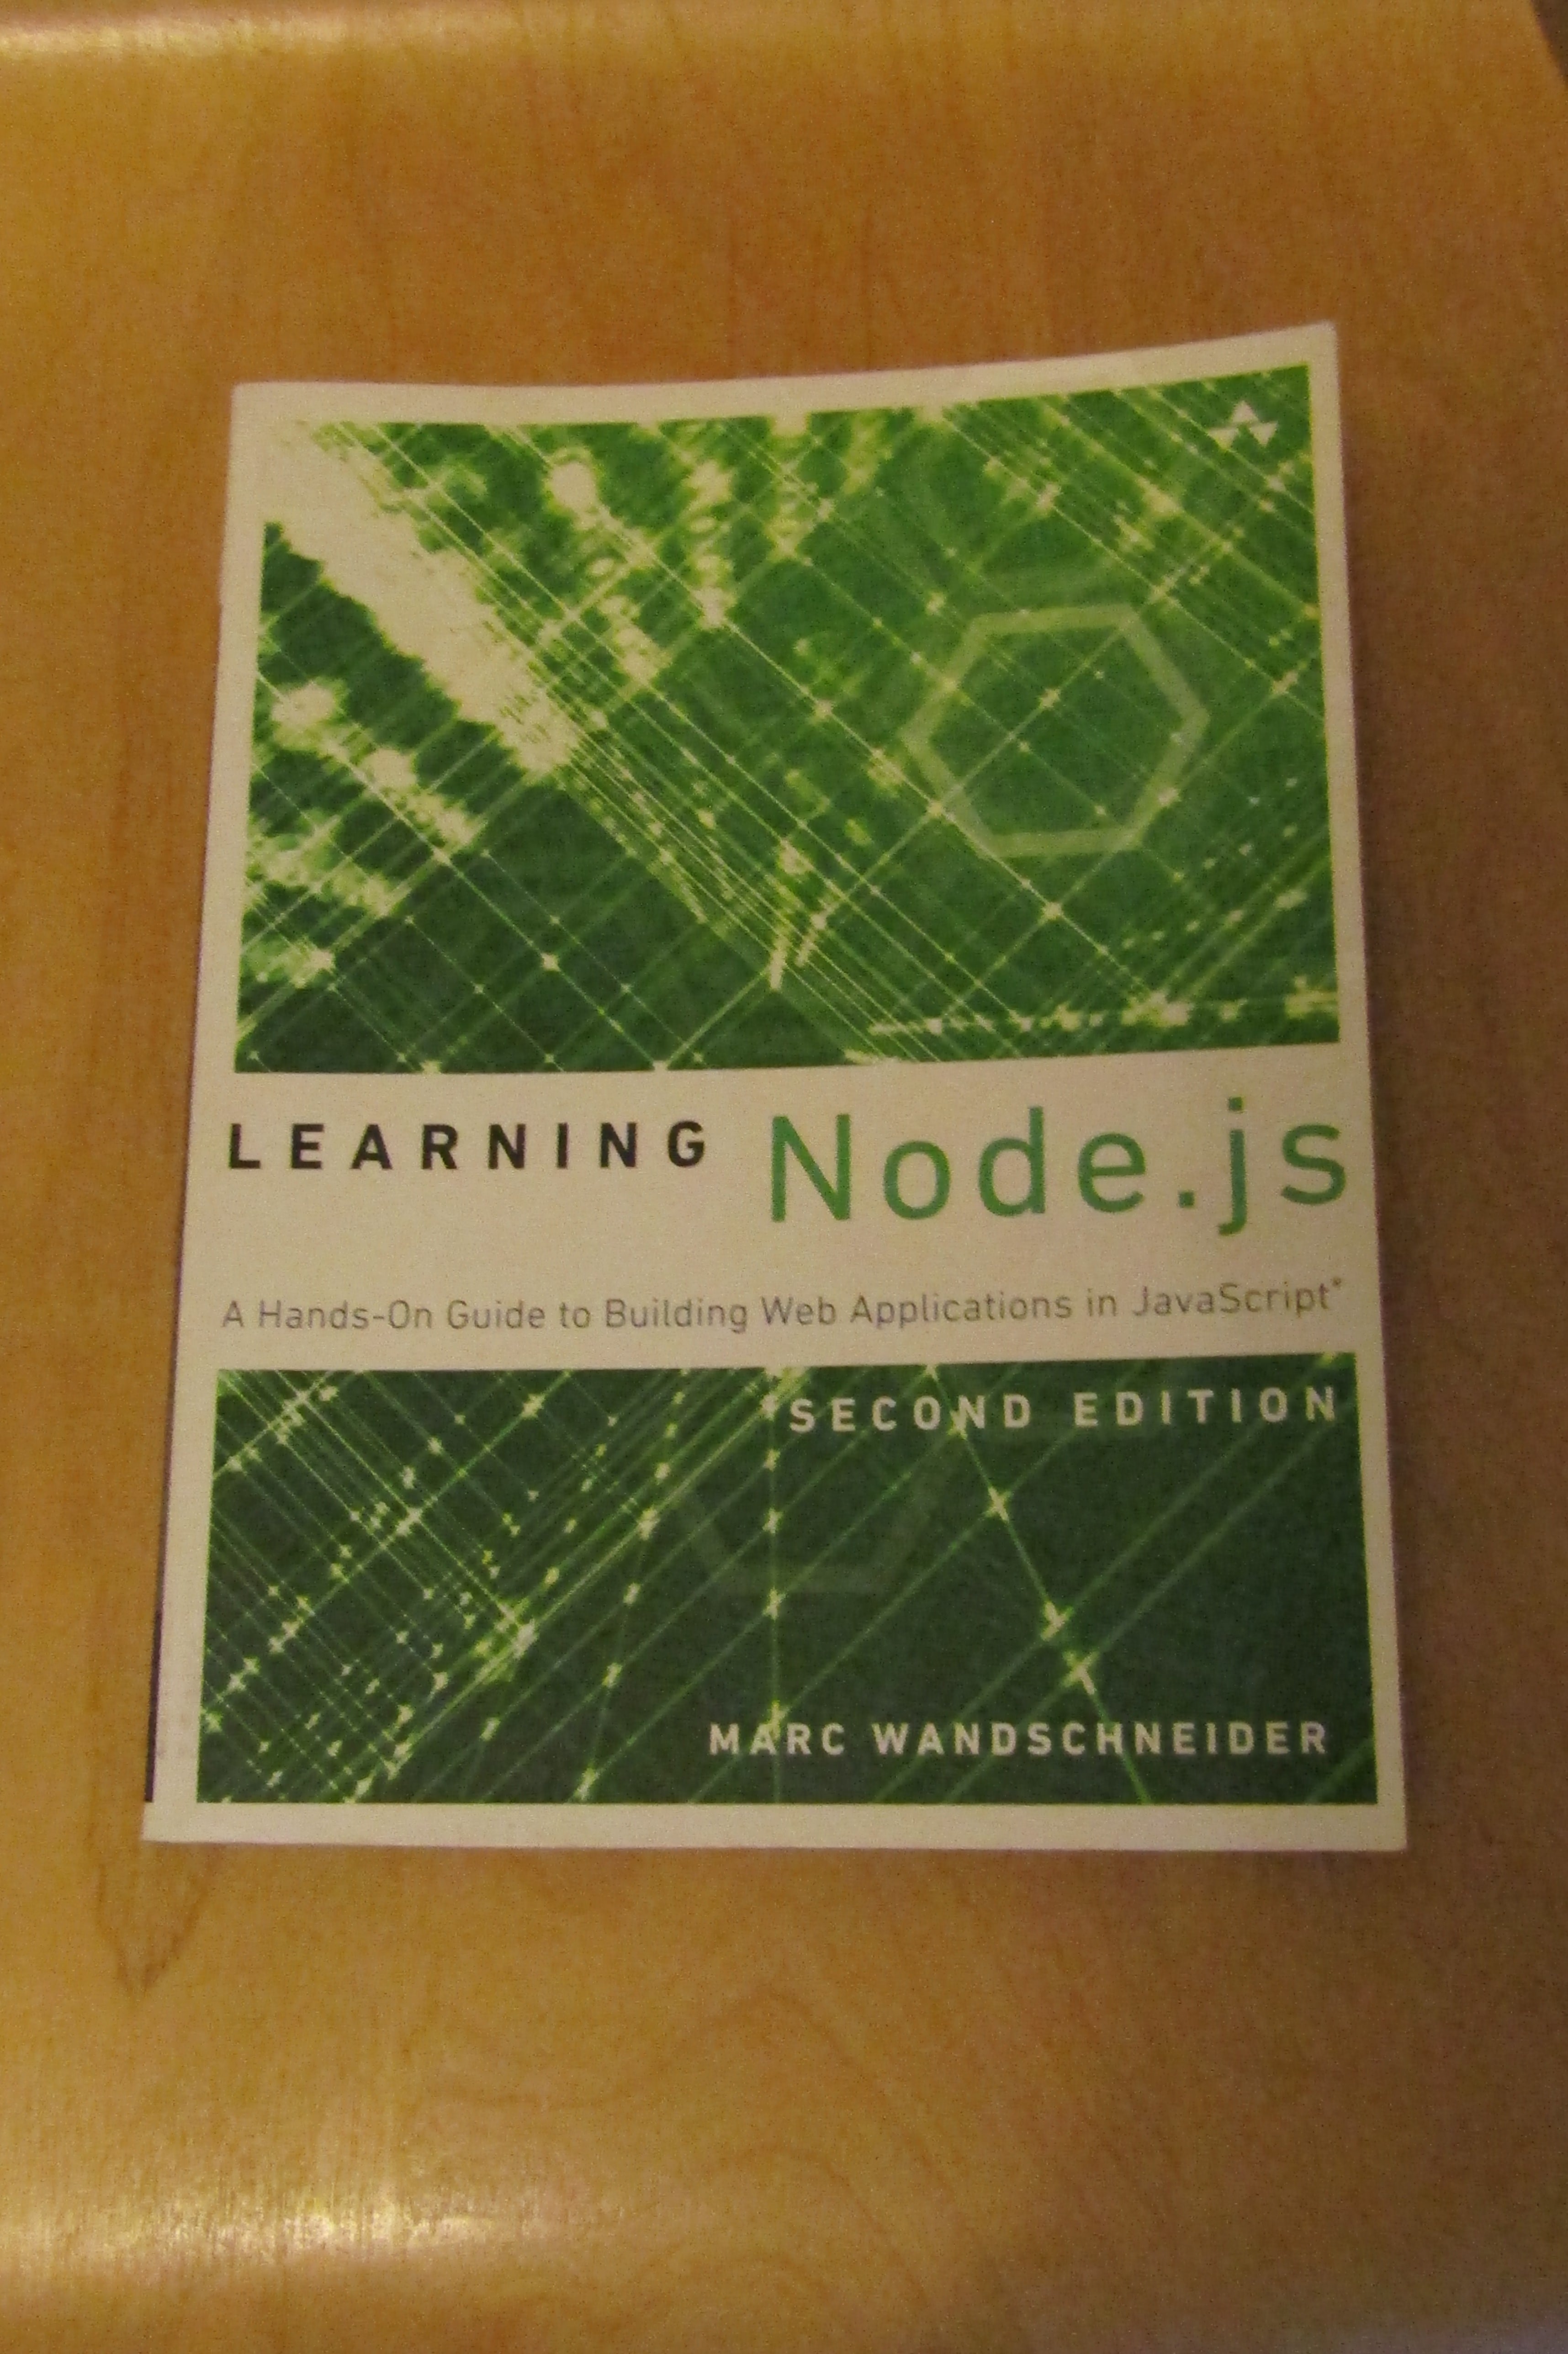 LEARNING Node.js
A Hands-On Guide to Building Web Applications in JavaScript®
SECOND EDITION
MARC WANDSCHNEIDER